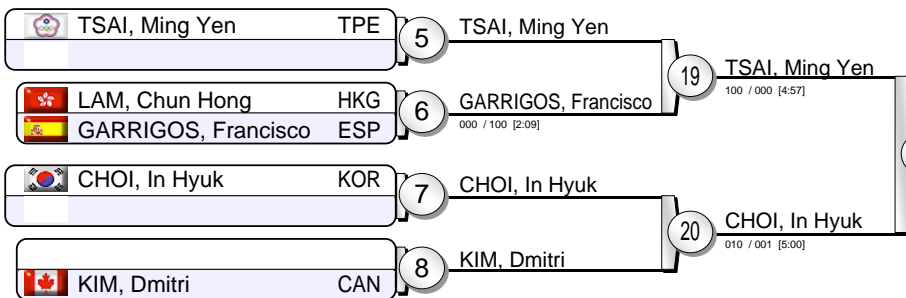 TSAI, Ming Yen TPE
5
TSAI, Ming Yen
19
TSAI, Ming Yen
100 / 000 [4:57]
LAM, Chun Hong HKG
GARRIGOS, Francisco ESP
6
GARRIGOS, Francisco
000 / 100 [2:09]
CHOI, In Hyuk KOR
7
CHOI, In Hyuk
20
CHOI, In Hyuk
010 / 001 [5:00]
KIM, Dmitri CAN
8
KIM, Dmitri